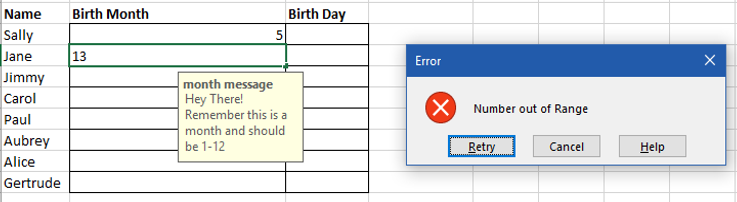 Name Birth Month Birth Day
Sally 5
Jane 13
Jimmy
Carol
Paul
Aubrey
Alice
Gertrude
month message
Hey There!
Remember this is a
month and should
be 1-12
Error
Number out of Range
Retry Cancel Help